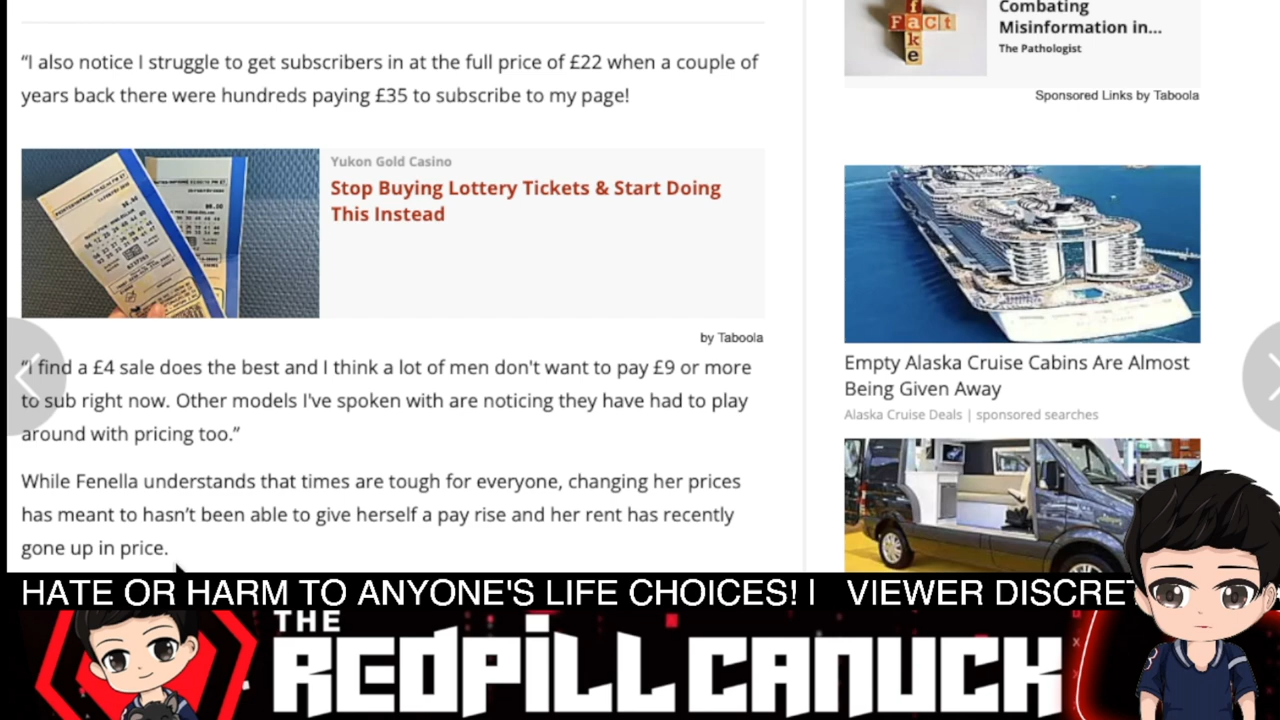 “I also notice I struggle to get subscribers in at the full price of £22 when a couple of
years back there were hundreds paying £35 to subscribe to my page!
Yukon Gold Casino
Stop Buying Lottery Tickets & Start Doing
This Instead
by Taboola
“I find a £4 sale does the best and I think a lot of men don't want to pay £9 or more
to sub right now. Other models I've spoken with are noticing they have had to play
around with pricing too.”
While Fenella understands that times are tough for everyone, changing her prices
has meant to hasn’t been able to give herself a pay rise and her rent has recently
gone up in price.
Fact
fake
Combating
Misinformation in...
The Pathologist
Sponsored Links by Taboola
Empty Alaska Cruise Cabins Are Almost
Being Given Away
Alaska Cruise Deals | sponsored searches
HATE OR HARM TO ANYONE'S LIFE CHOICES! | VIEWER DISCRET
THE
REDPILL CANUCK